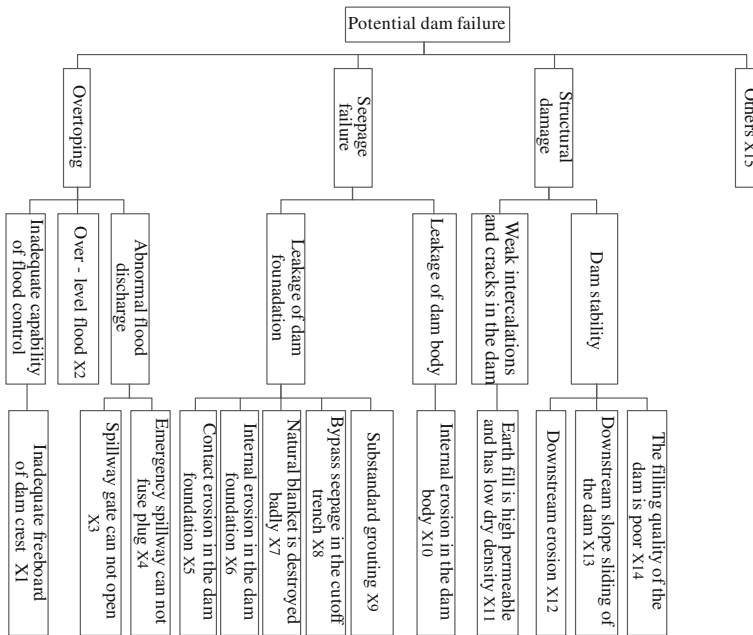 Potential dam failure
Overtoping
Seepage
failure
Structural
damage
Others X15
Inadequate capability
of flood control
Over - level flood X2
Abnormal flood
discharge
Leakage of dam
founadation
Leakage of dam body
Weak intercalations
and cracks in the dam
Dam stability
Inadequate freeboard
of dam crest X1
Spillway gate can not open
X3
Emergency spillway can not
fuse plug X4
Contact erosion in the dam
foundation X5
Internal erosion in the dam
foundation X6
Natural blanket is destroyed
badly X7
Bypass seepage in the cutoff
trench X8
Substandard grouting X9
Internal erosion in the dam
body X10
Earth fill is high permeable
and has low dry density X11
Downstream erosion X12
Downstream slope sliding of
the dam X13
The filling quality of the
dam is poor X14